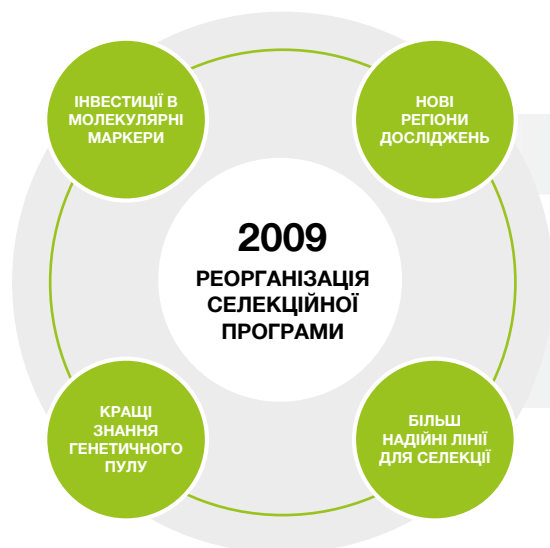 ІНВЕСТИЦІЇ В
МОЛЕКУЛЯРНІ
МАРКЕРИ
НОВІ
РЕГІОНИ
ДОСЛІДЖЕНЬ
2009
РЕОРГАНІЗАЦІЯ
СЕЛЕКЦІЙНОЇ
ПРОГРАМИ
КРАЩІ
ЗНАННЯ
ГЕНЕТИЧНОГО
ПУЛУ
БІЛЬШ
НАДІЙНІ ЛІНІЇ
ДЛЯ СЕЛЕКЦІЇ